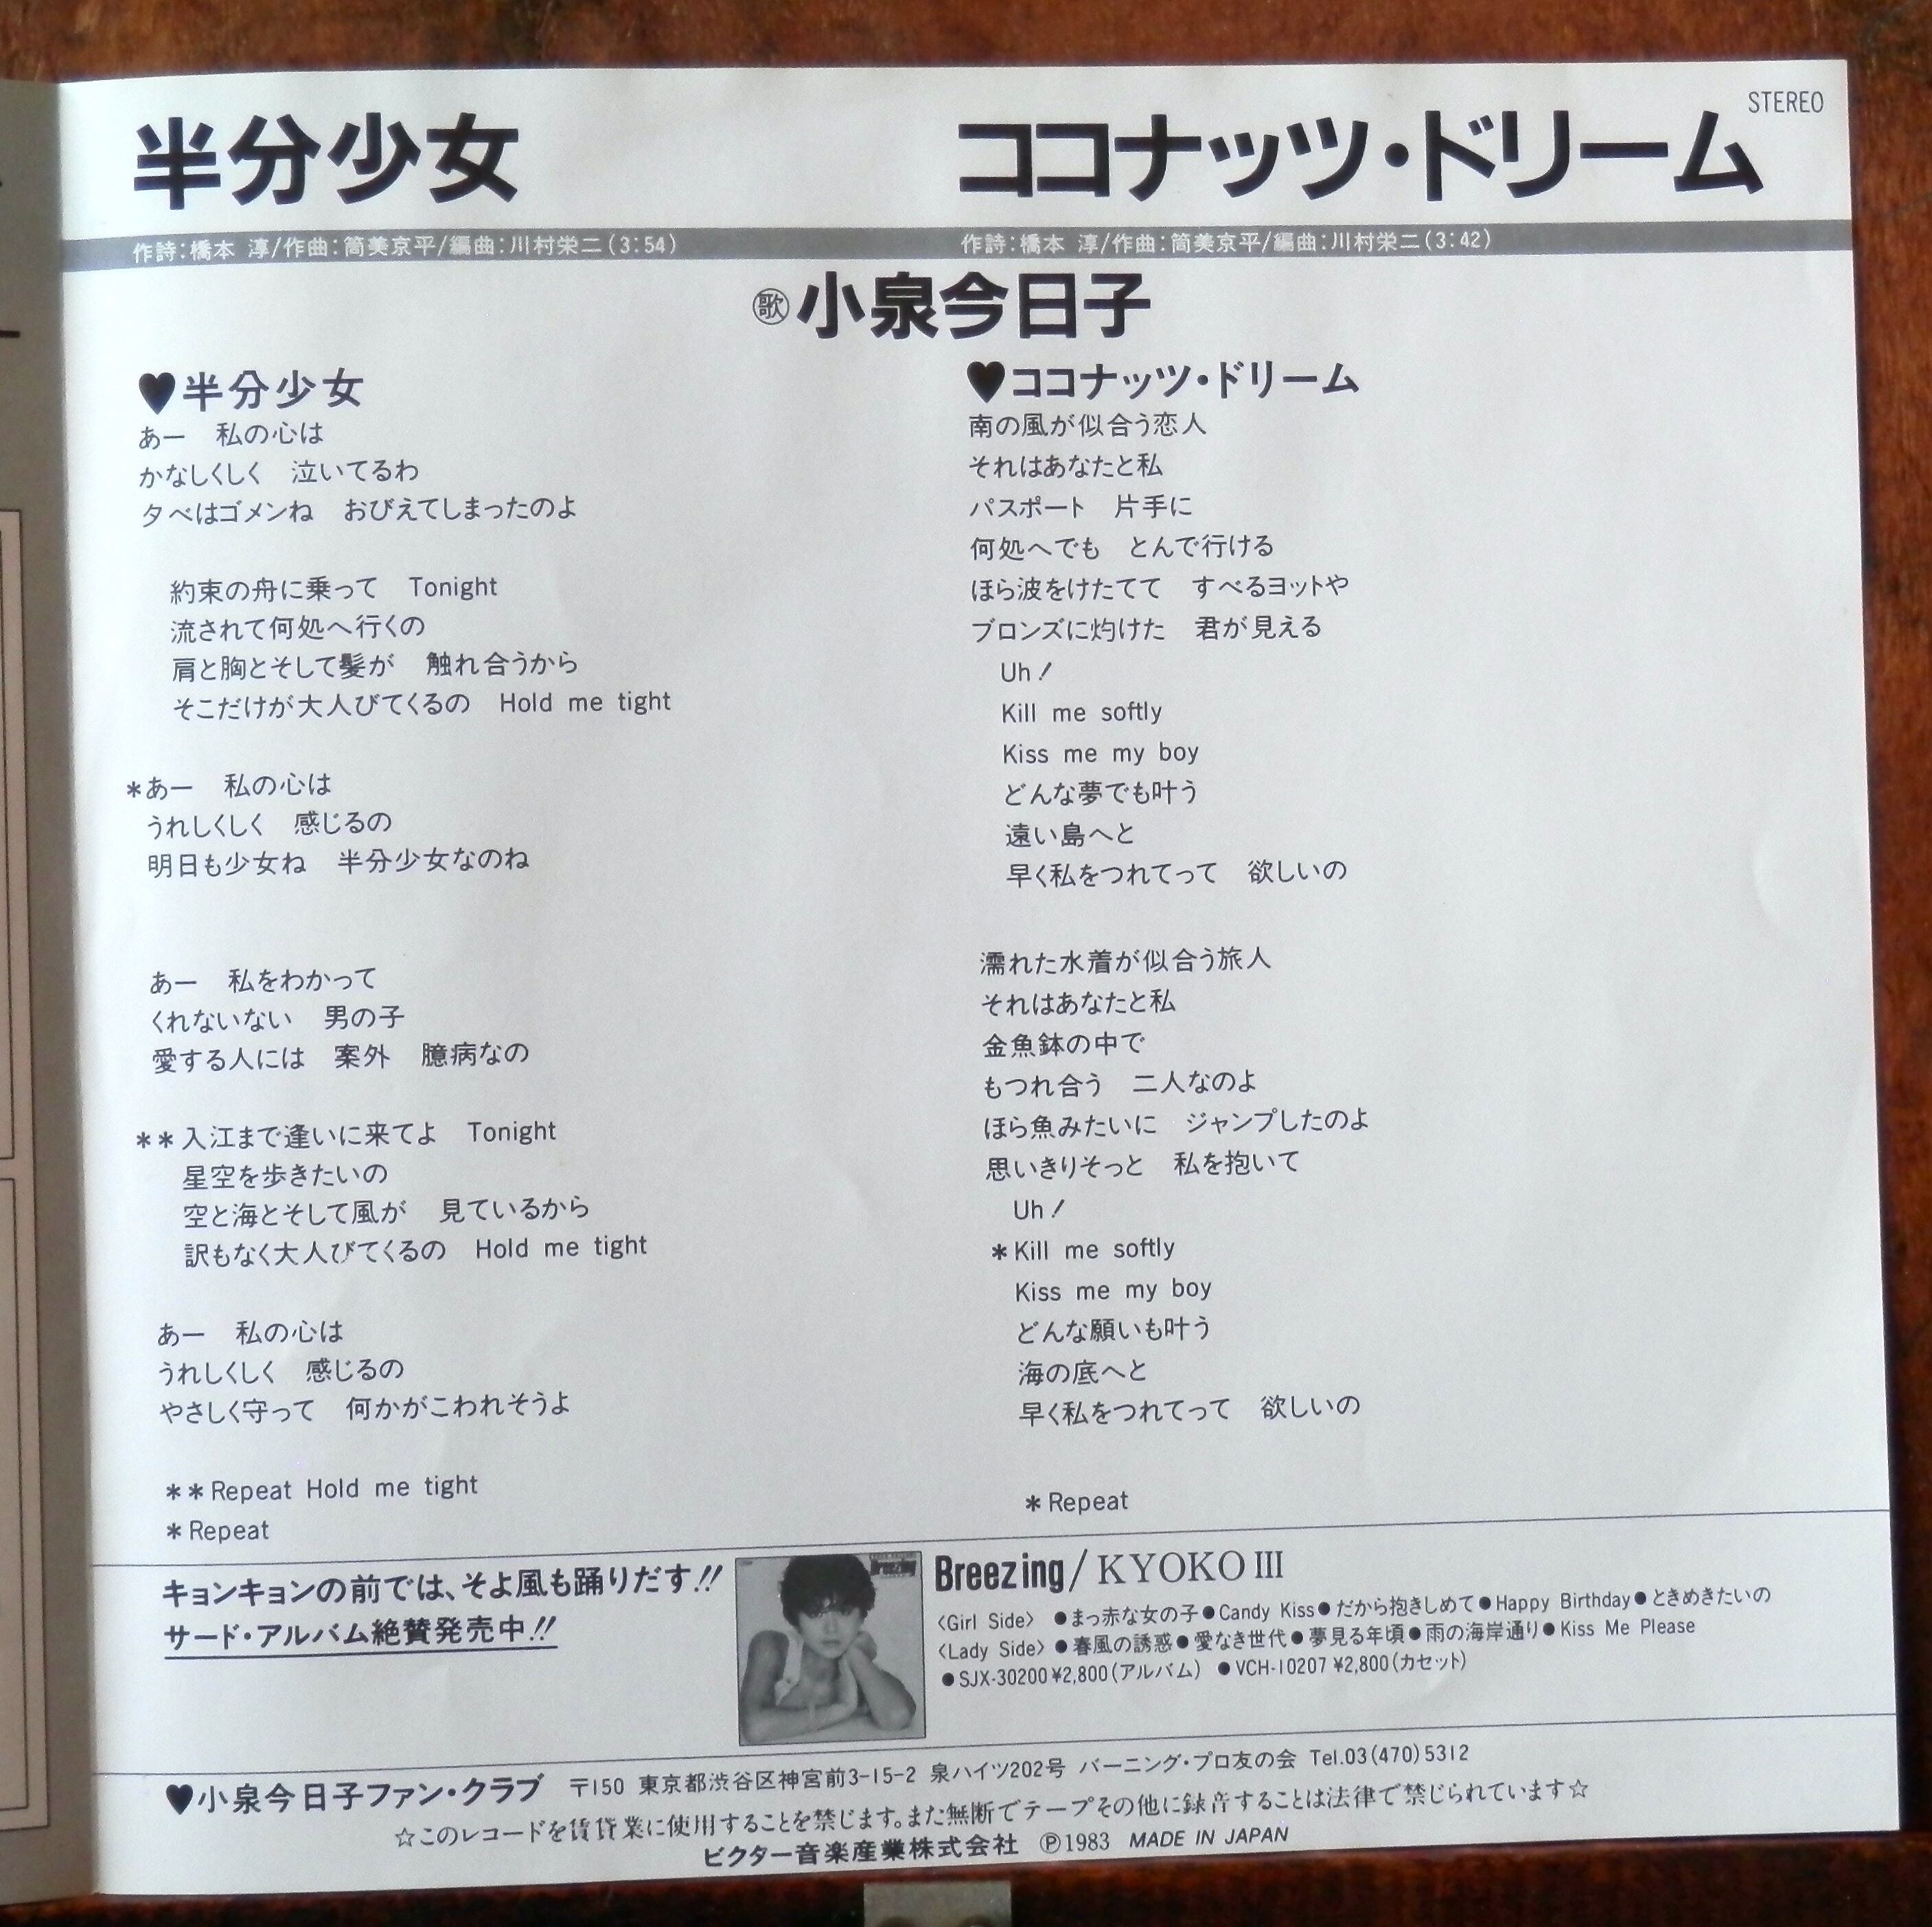 STEREO
半分少女
作詩：橋本 淳/作曲：筒美京平/編曲：川村栄二(3:54)
ココナッツ・ドリーム
作詩：橋本 淳/作曲：筒美京平/編曲：川村栄二(3:42)
㊙歌 小泉今日子
♥半分少女
あー　私の心は
かなしくしく　泣いてるわ
夕べはゴメンね　おびえてしまったのよ
約束の舟に乗って　Tonight
流されて何処へ行くの
肩と胸とそして髪が　触れ合うから
そこだけが大人びてくるの　Hold me tight
＊あー　私の心は
うれしくしく　感じるの
明日も少女ね　半分少女なのね
あー　私をわかって
くれないない　男の子
愛する人には　案外　臆病なの
＊＊入江まで逢いに来てよ　Tonight
星空を歩きたいの
空と海とそして風が　見ているから
訳もなく大人びてくるの　Hold me tight
あー　私の心は
うれしくしく　感じるの
やさしく守って　何かがこわれそうよ
＊＊Repeat Hold me tight
＊Repeat
♥ココナッツ・ドリーム
南の風が似合う恋人
それはあなたと私
パスポート　片手に
何処へでも　とんで行ける
ほら波をけたてて　すべるヨットや
ブロンズに灼けた　君が見える
Uh！
Kill me softly
Kiss me my boy
どんな夢でも叶う
遠い島へと
早く私をつれてって　欲しいの
濡れた水着が似合う旅人
それはあなたと私
金魚鉢の中で
もつれ合う　二人なのよ
ほら魚みたいに　ジャンプしたのよ
思いきりそっと　私を抱いて
Uh！
＊Kill me softly
Kiss me my boy
どんな願いも叶う
海の底へと
早く私をつれてって　欲しいの
＊Repeat
キョンキョンの前では、そよ風も踊りだす!!
サード・アルバム絶賛発売中!!
Breezing
Breezing/KYOKO III
〈Girl Side〉 ●まっ赤な女の子●Candy Kiss●だから抱きしめて●Happy Birthday●ときめきたいの
〈Lady Side〉●春風の誘惑●愛なき世代●夢見る年頃●雨の海岸通り●Kiss Me Please
●SJX-30200 ¥2,800(アルバム) ●VCH-10207 ¥2,800(カセット)
♥小泉今日子ファン・クラブ 〒150 東京都渋谷区神宮前3-15-2 泉ハイツ202号 バーニング・プロ友の会 Tel.03(470)5312
☆このレコードを賃貸業に使用することを禁じます。また無断でテープその他に録音することは法律で禁じられています☆
ビクター音楽産業株式会社 Ⓟ1983 MADE IN JAPAN